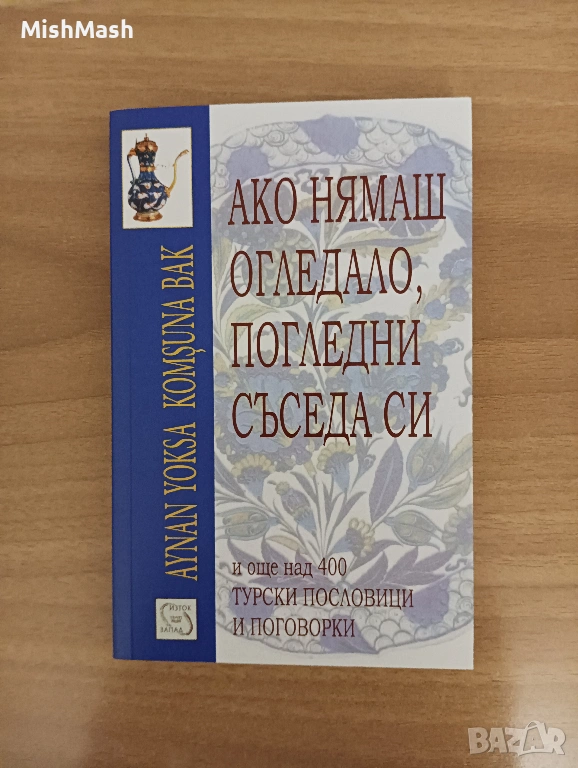 MishMash
АКО НЯМАШ
ОГЛЕДАЛО,
ПОГЛЕДНИ
СЪСЕДА СИ
и още над 400
ТУРСКИ ПОСЛОВИЦИ
И ПОГОВОРКИ
AYNAN YOKSA KOMŞUNA BAK
ИЗТОК
ЗАПАД
BAZAR